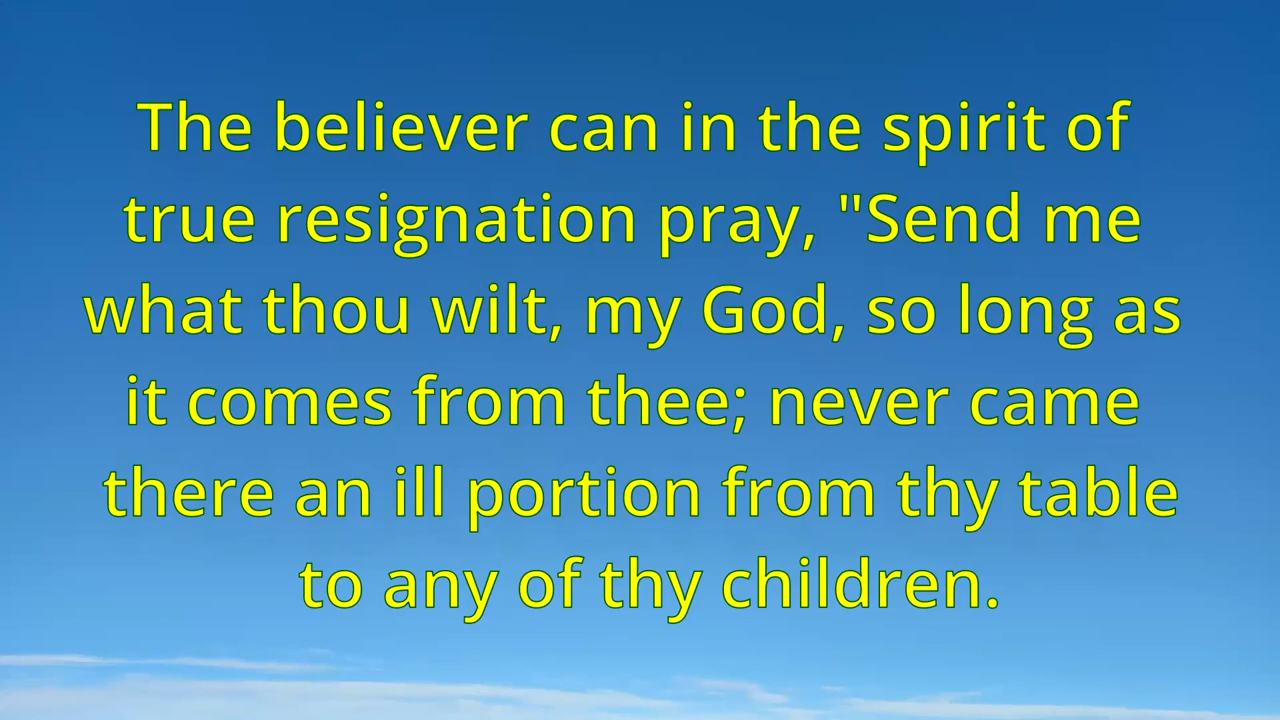 The believer can in the spirit of
true resignation pray, "Send me
what thou wilt, my God, so long as
it comes from thee; never came
there an ill portion from thy table
to any of thy children.